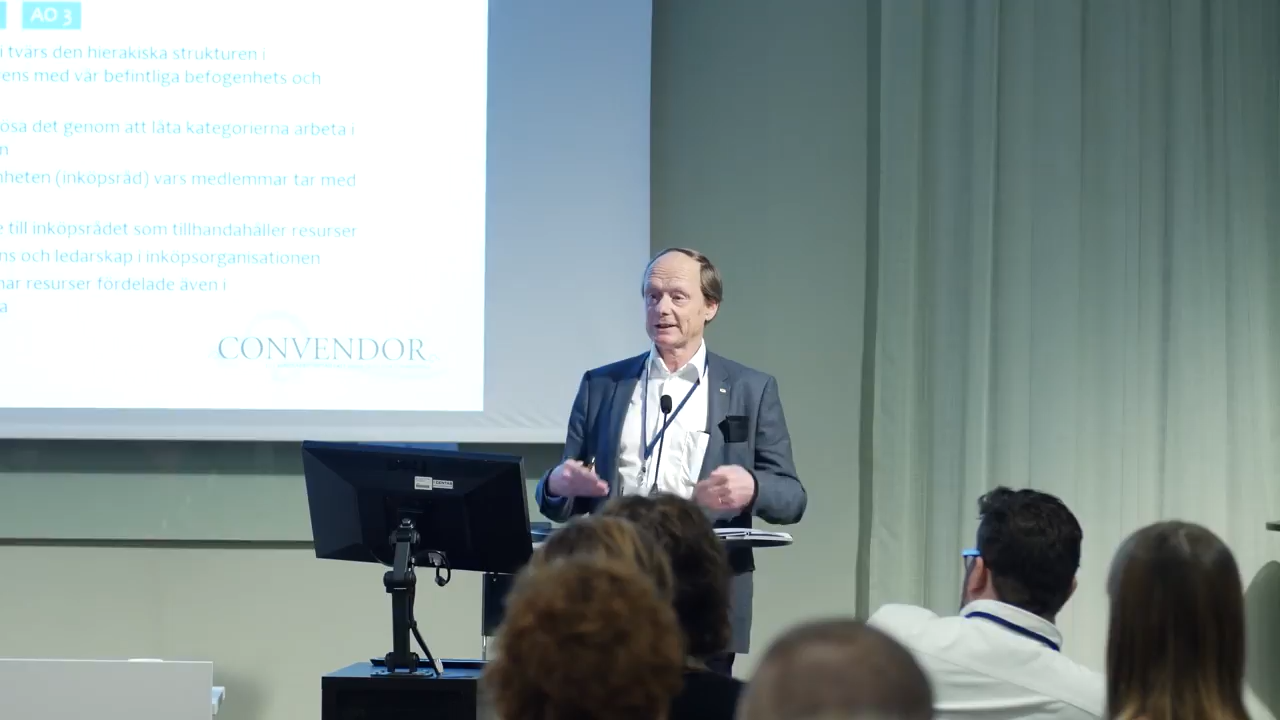 AO 3
i tvärs den hierakiska strukturen i
rens med vår befintliga befogenhets och
osa det genom att låta kategorierna arbeta i
n
nheten (inköpsråd) vars medlemmar tar med
e till inköpsrådet som tillhandahåller resurser
ns och ledarskap i inköpsorganisationen
nar resurser fördelade även i
a
CONVENDOR